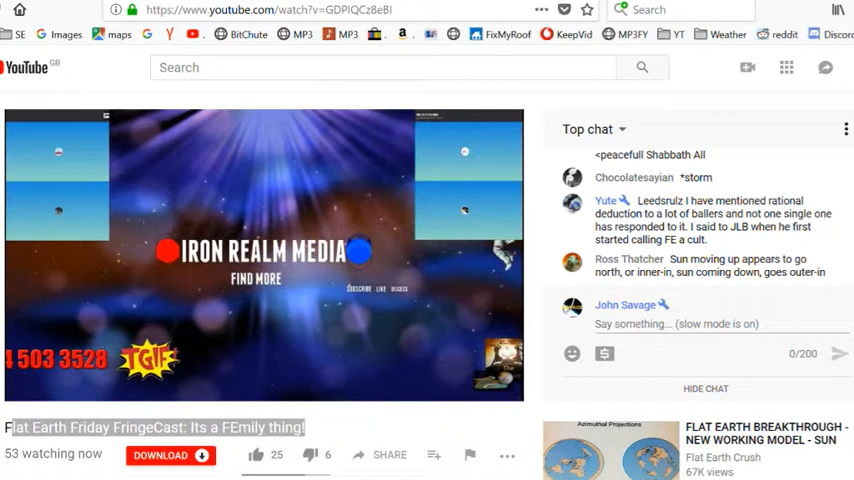 https://www.youtube.com/watch?v=GDPIQCz8eBI
Search
SE Images maps BitChute MP3 MP3 FixMyRoof KeepVid MP3FY YT Weather reddit Discord
YouTube GB
Search
IRON REALM MEDIA
FIND MORE
SUBSCRIBE LIKE DISCUSS
4 503 3528
TGIF
The
Top chat
<peacefull Shabbath All
Chocolatesayian *storm
Yute Leedsrulz I have mentioned rational
deduction to a lot of ballers and not one single one
has responded to it. I said to JLB when he first
started calling FE a cult.
Ross Thatcher Sun moving up appears to go
north, or inner-in, sun coming down, goes outer-in
John Savage
Say something... (slow mode is on)
0/200
HIDE CHAT
Flat Earth Friday FringeCast: Its a FEmily thing!
53 watching now
DOWNLOAD
25
6
SHARE
Azimuthal Projections
FLAT EARTH BREAKTHROUGH -
NEW WORKING MODEL - SUN
Flat Earth Crush
67K views